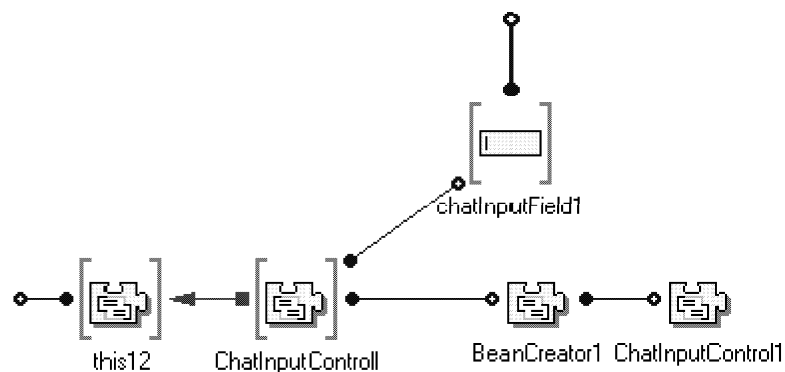 chatInputField1
this12
ChatInputControll
BeanCreator1
ChatInputControl1